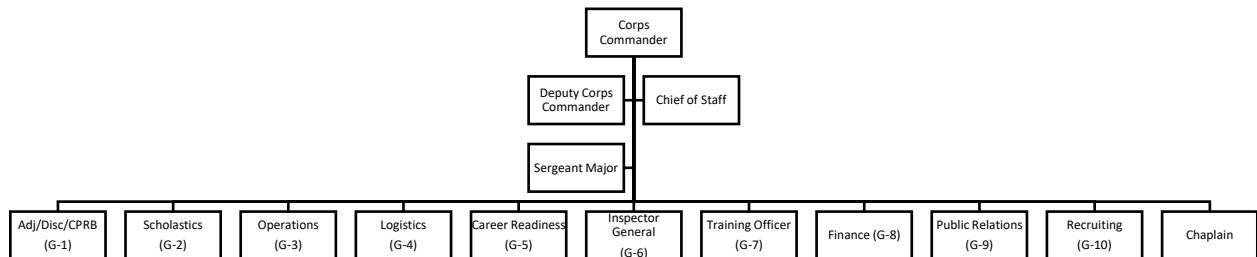 Corps
Commander
Deputy Corps
Commander
Chief of Staff
Sergeant Major
Adj/Disc/CPRB
(G-1)
Scholastics
(G-2)
Operations
(G-3)
Logistics
(G-4)
Career Readiness
(G-5)
Inspector
General
(G-6)
Training Officer
(G-7)
Finance (G-8)
Public Relations
(G-9)
Recruiting
(G-10)
Chaplain